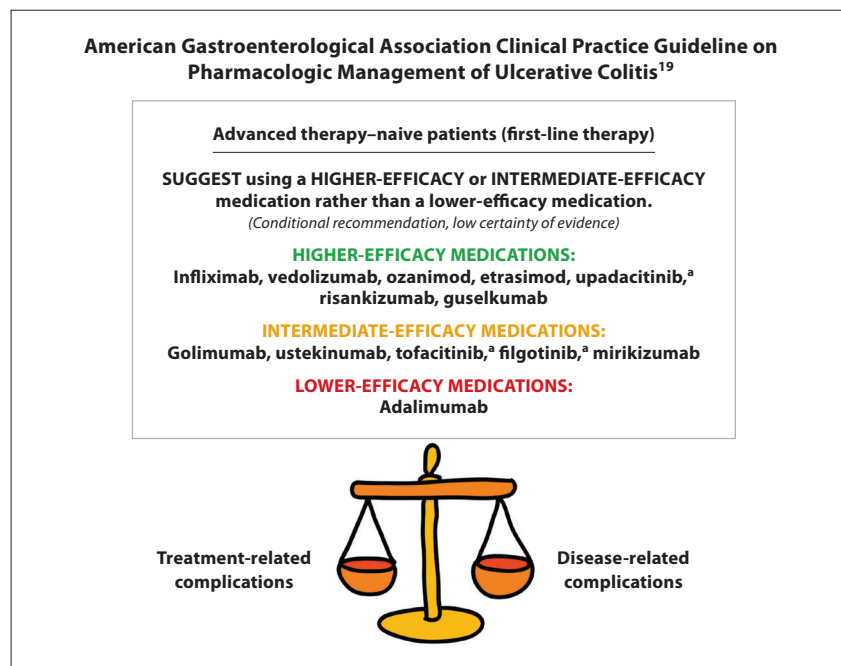 American Gastroenterological Association Clinical Practice Guideline on
Pharmacologic Management of Ulcerative Colitis¹⁹
Advanced therapy–naive patients (first-line therapy)
SUGGEST using a HIGHER-EFFICACY or INTERMEDIATE-EFFICACY
medication rather than a lower-efficacy medication.
(Conditional recommendation, low certainty of evidence)
HIGHER-EFFICACY MEDICATIONS:
Infliximab, vedolizumab, ozanimod, etrasimod, upadacitinib,ᵃ
risankizumab, guselkumab
INTERMEDIATE-EFFICACY MEDICATIONS:
Golimumab, ustekinumab, tofacitinib,ᵃ filgotinib,ᵃ mirikizumab
LOWER-EFFICACY MEDICATIONS:
Adalimumab
Treatment-related
complications
Disease-related
complications